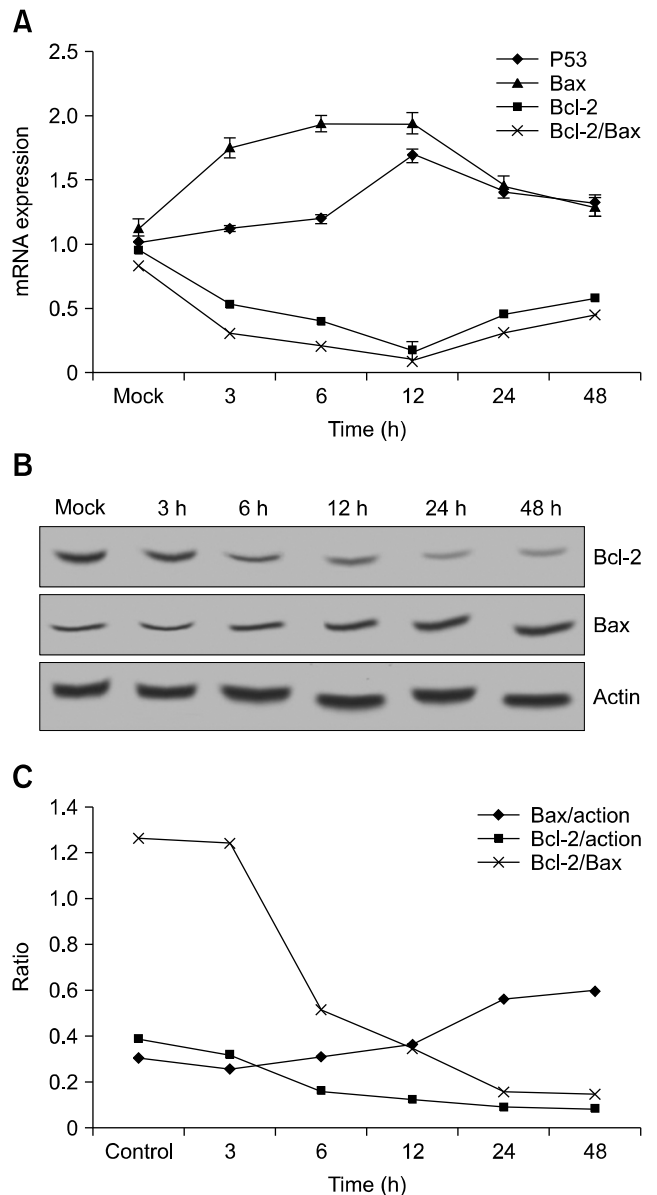 A
2.5
2.0
1.5
1.0
0.5
0
mRNA expression
P53
Bax
Bcl-2
Bcl-2/Bax
Mock 3 6 12 24 48
Time (h)
B
Mock 3 h 6 h 12 h 24 h 48 h
Bcl-2
Bax
Actin
C
1.4
1.2
1.0
0.8
0.6
0.4
0.2
0
Ratio
Bax/action
Bcl-2/action
Bcl-2/Bax
Control 3 6 12 24 48
Time (h)